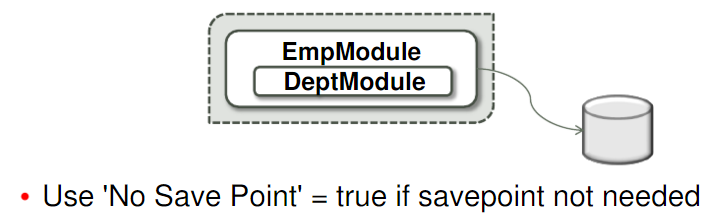 EmpModule
DeptModule
• Use 'No Save Point' = true if savepoint not needed